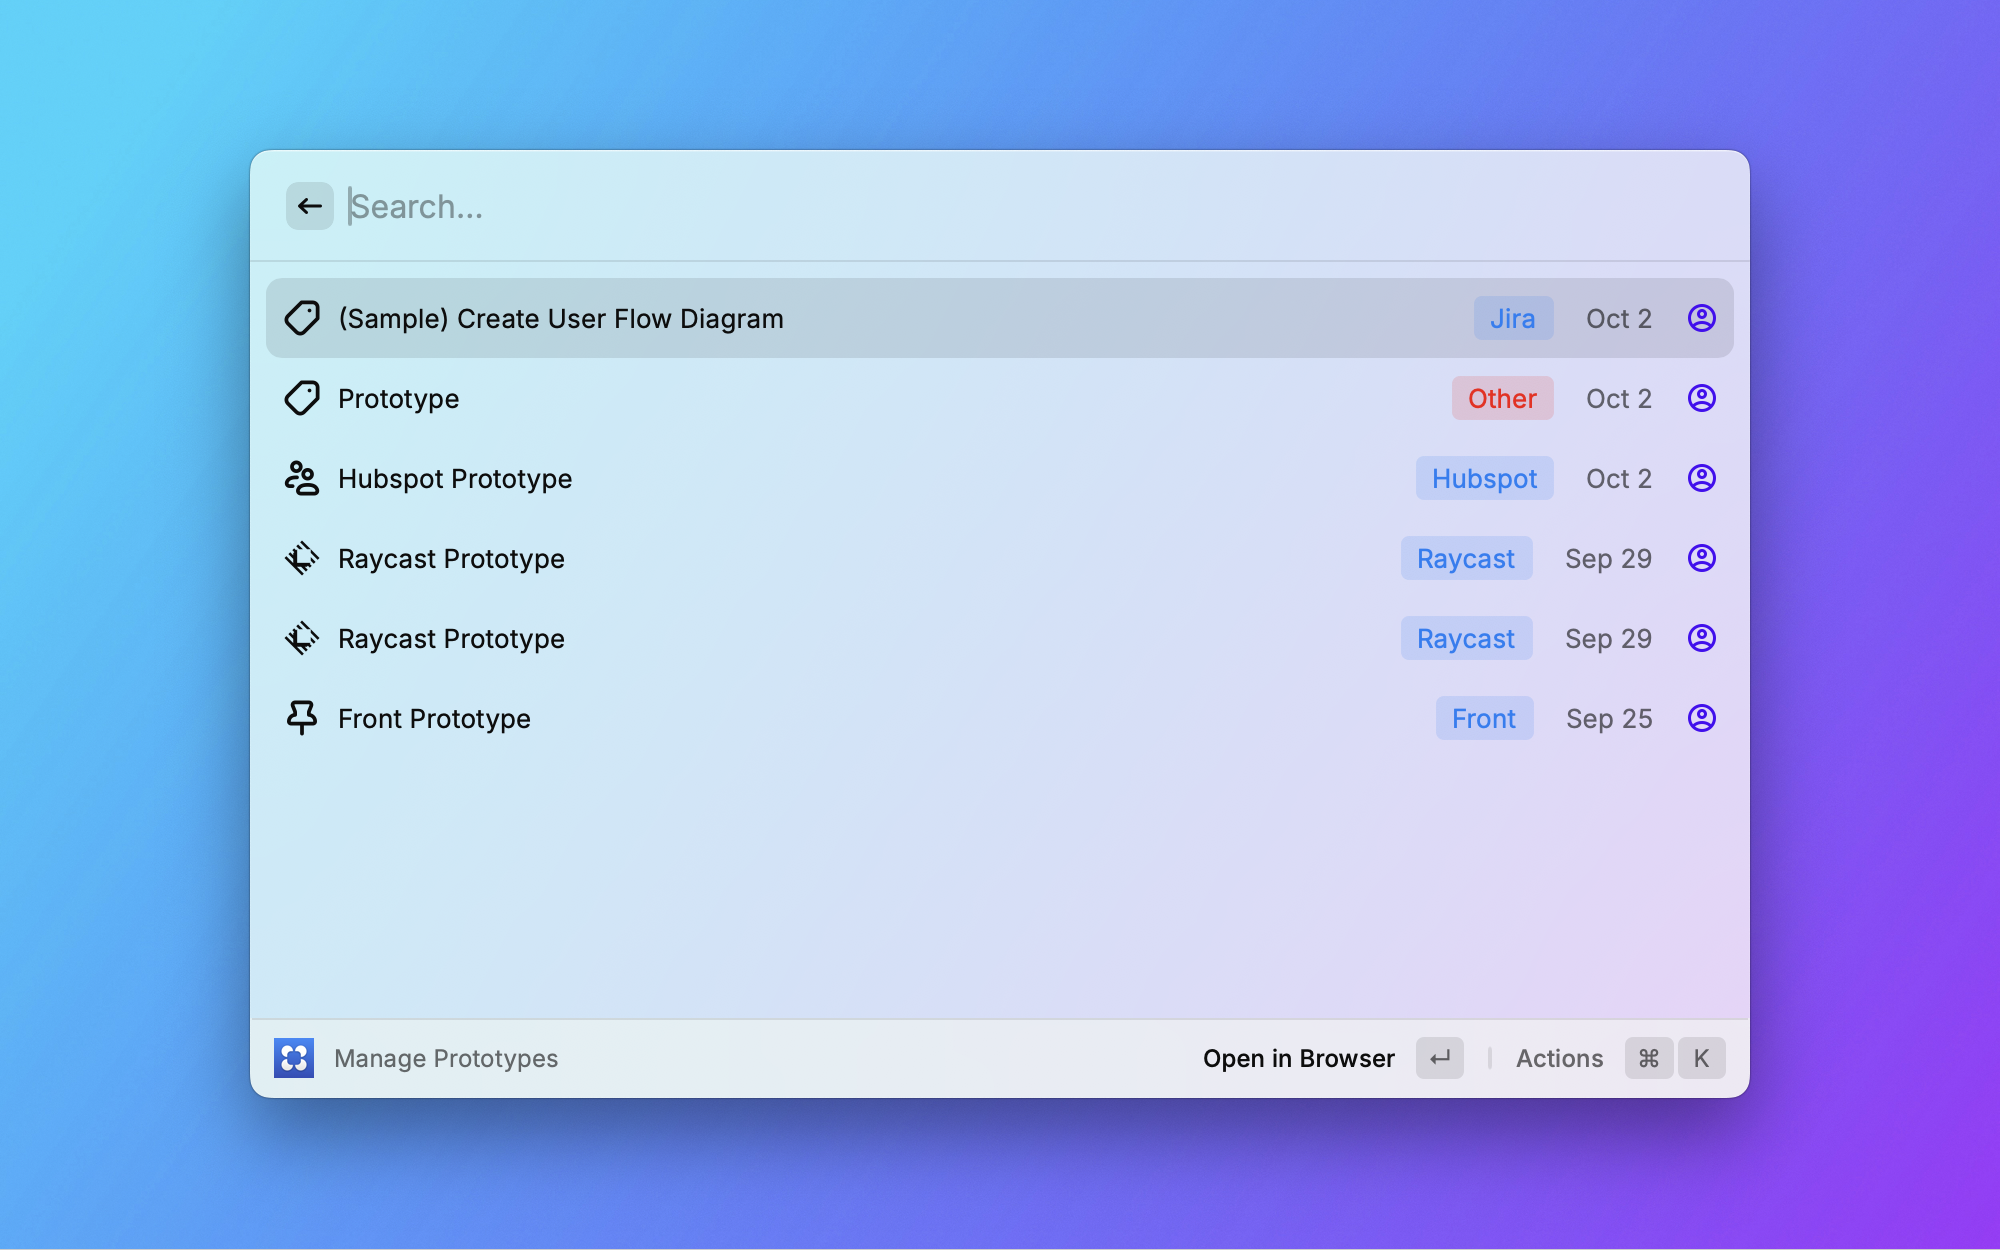 Search...
(Sample) Create User Flow Diagram Jira Oct 2
Prototype Other Oct 2
Hubspot Prototype Hubspot Oct 2
Raycast Prototype Raycast Sep 29
Raycast Prototype Raycast Sep 29
Front Prototype Front Sep 25
Manage Prototypes Open in Browser ↵ Actions ⌘ K